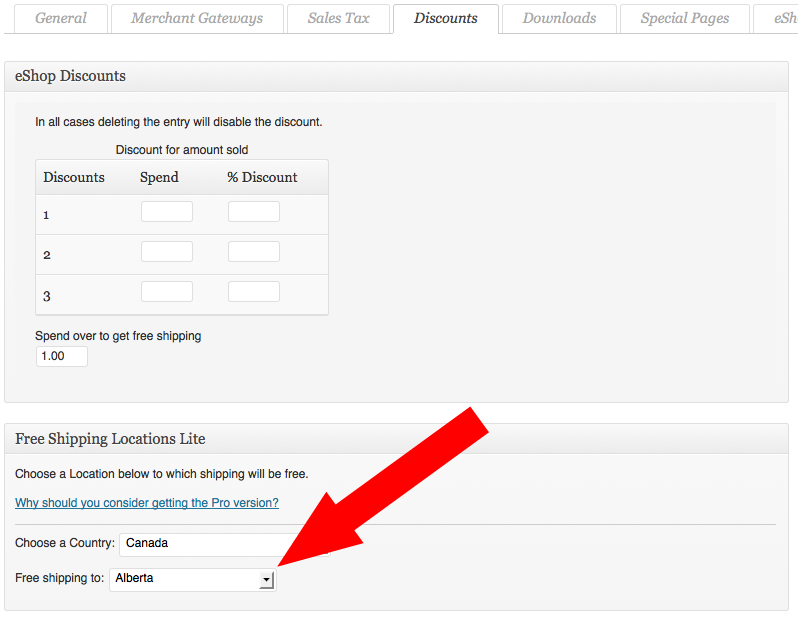 General Merchant Gateways Sales Tax Discounts Downloads Special Pages eSh
eShop Discounts
In all cases deleting the entry will disable the discount.
Discount for amount sold
Discounts Spend % Discount
1
2
3
Spend over to get free shipping
1.00
Free Shipping Locations Lite
Choose a Location below to which shipping will be free.
Why should you consider getting the Pro version?
Choose a Country: Canada
Free shipping to: Alberta